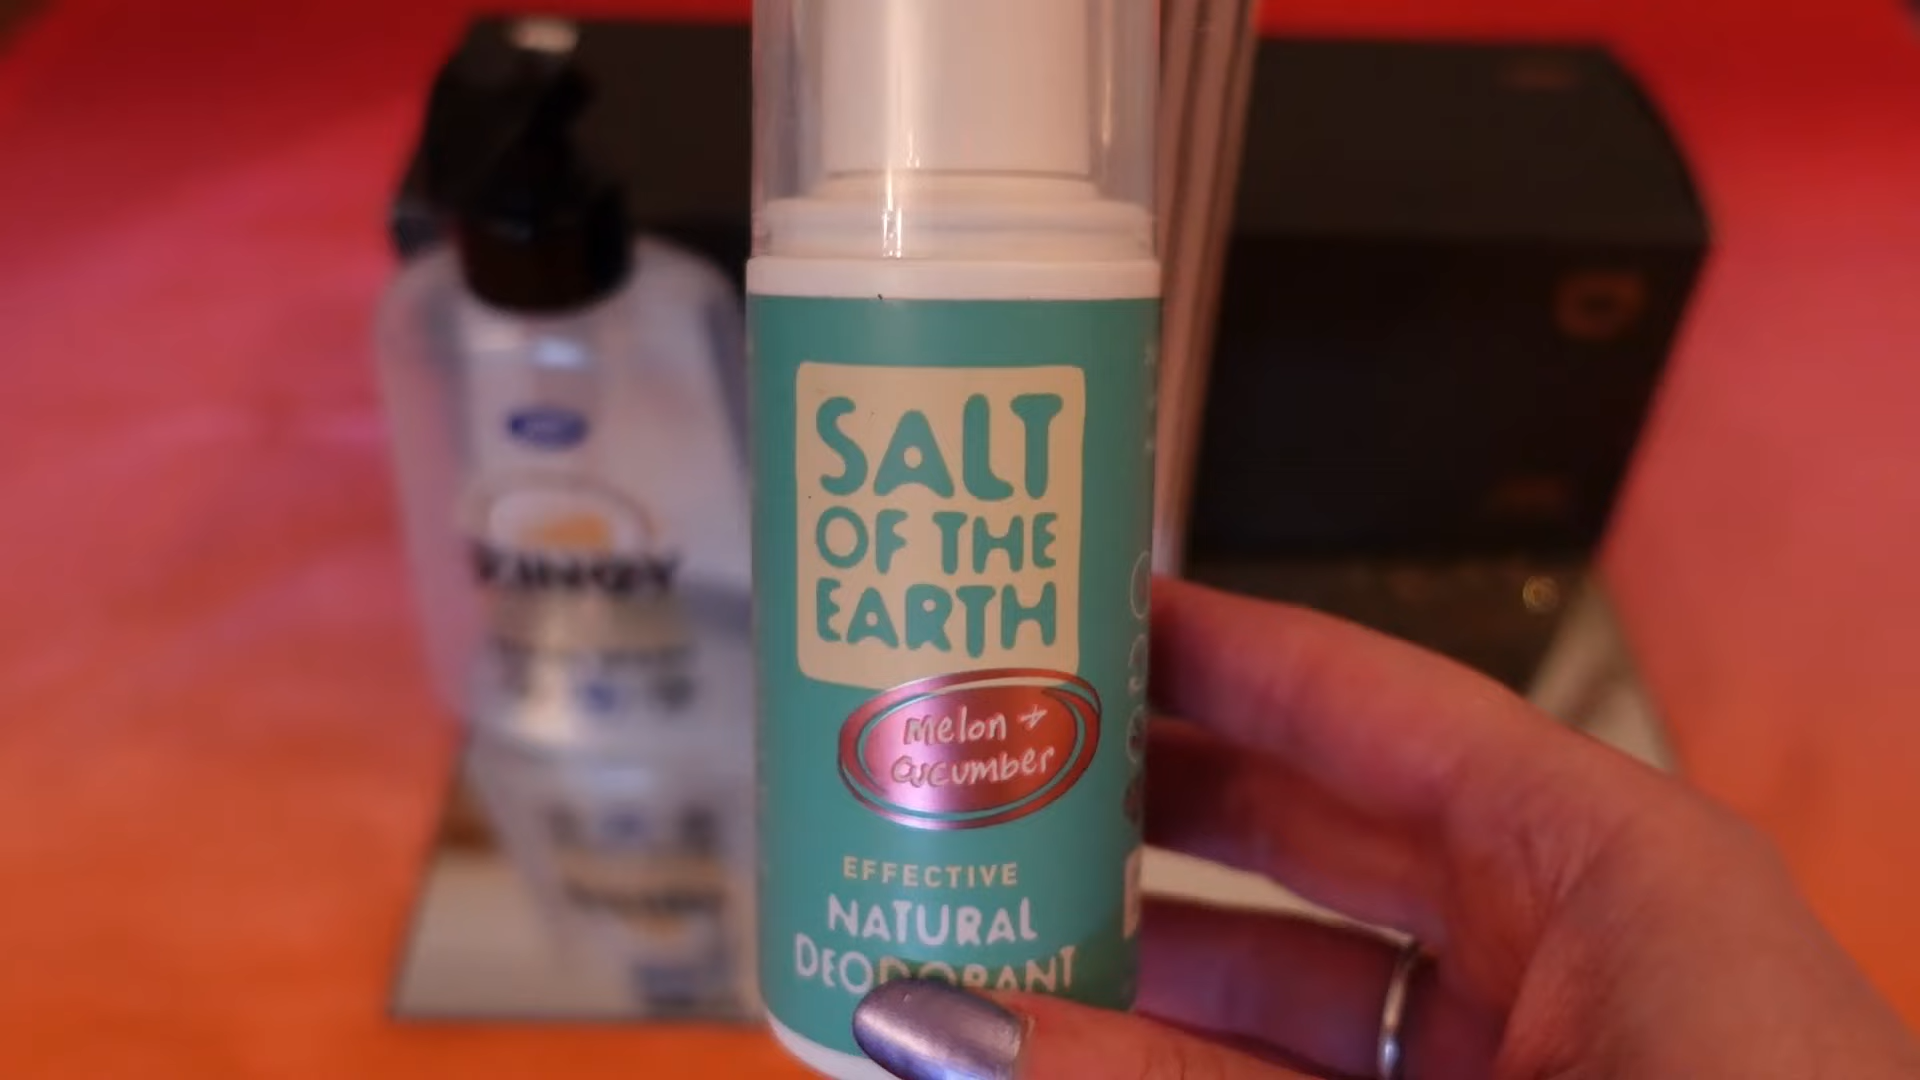 SALT
OF THE
EARTH
Melon +
cucumber
EFFECTIVE
NATURAL
DEODORANT